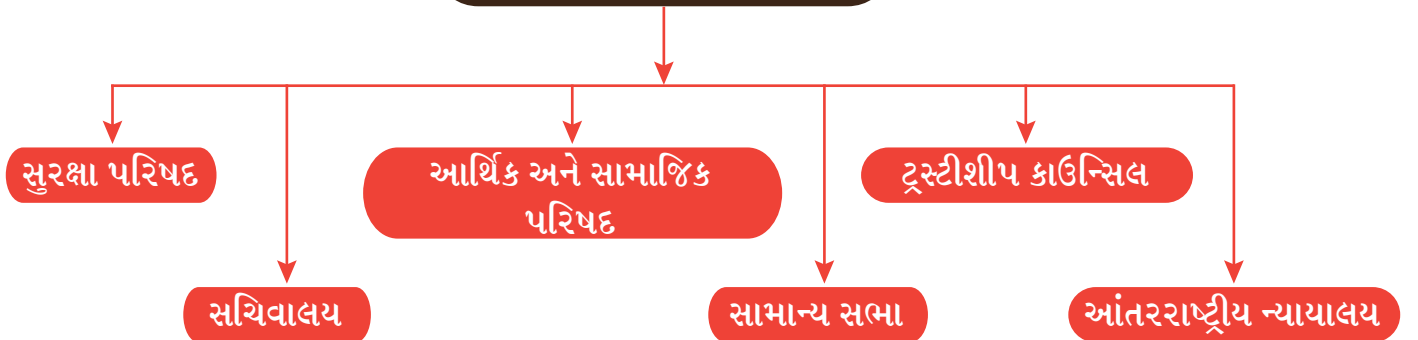 સુરક્ષા પરિષદ
આર્થિક અને સામાજિક
પરિષદ
ટ્રસ્ટીશીપ કાઉન્સિલ
સચિવાલય
સામાન્ય સભા
આંતરરાષ્ટ્રીય ન્યાયાલય